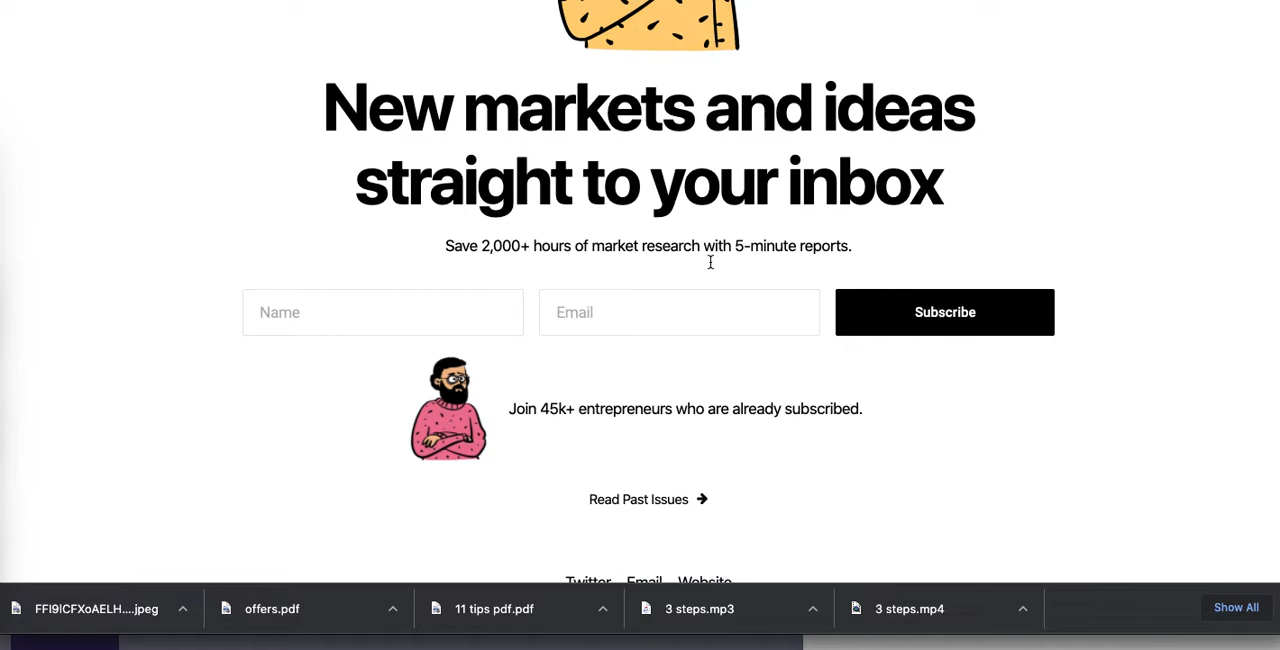 New markets and ideas
straight to your inbox
Save 2,000+ hours of market research with 5-minute reports.
Name
Email
Subscribe
Join 45k+ entrepreneurs who are already subscribed.
Read Past Issues
Twitter Email Website
FFI9lCFXoAELH....jpeg
offers.pdf
11 tips pdf.pdf
3 steps.mp3
3 steps.mp4
Show All